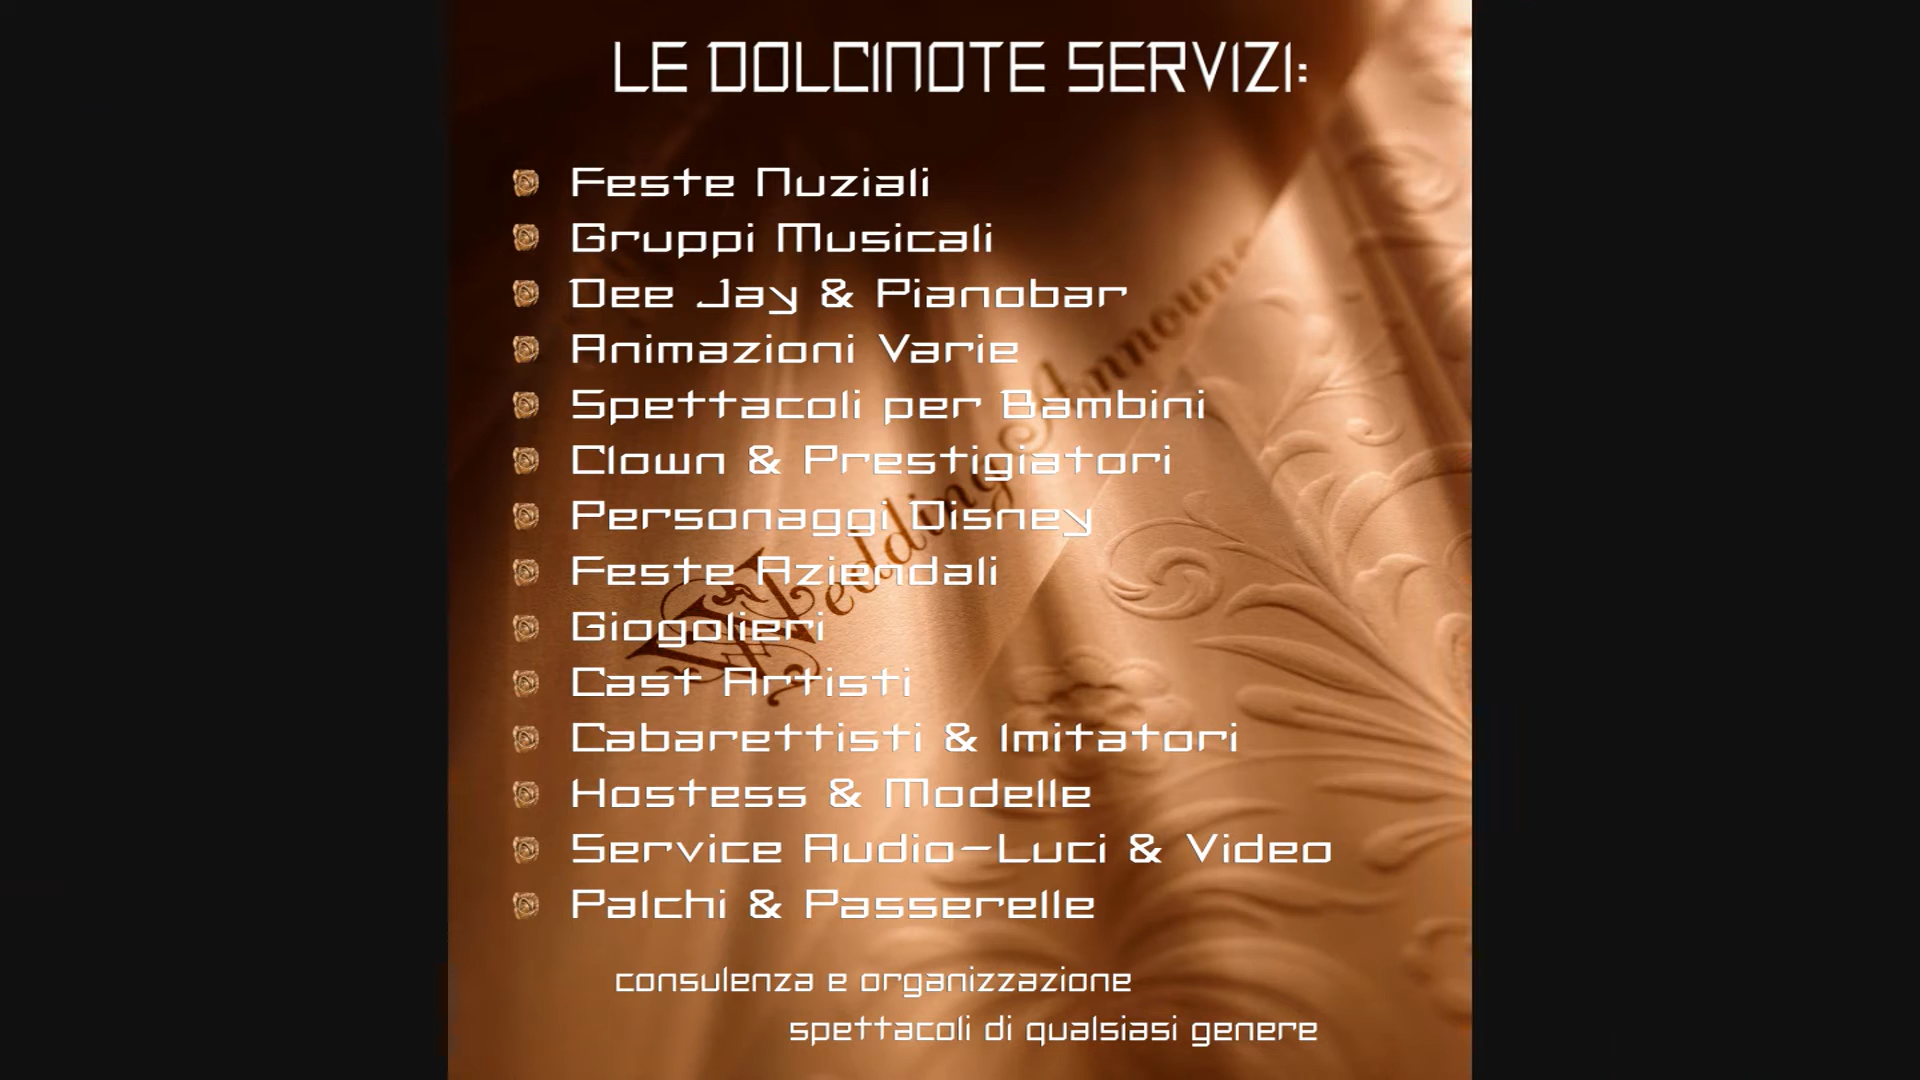 LE DOLCINOTE SERVIZI:
Feste Nuziali
Gruppi Musicali
Dee Jay & Pianobar
Animazioni Varie
Spettacoli per Bambini
Clown & Prestigiatori
Personaggi Disney
Feste Aziendali
Giogolieri
Cast Artisti
Cabarettisti & Imitatori
Hostess & Modelle
Service Audio-Luci & Video
Palchi & Passerelle
consulenza e organizzazione
spettacoli di qualsiasi genere
Wedding